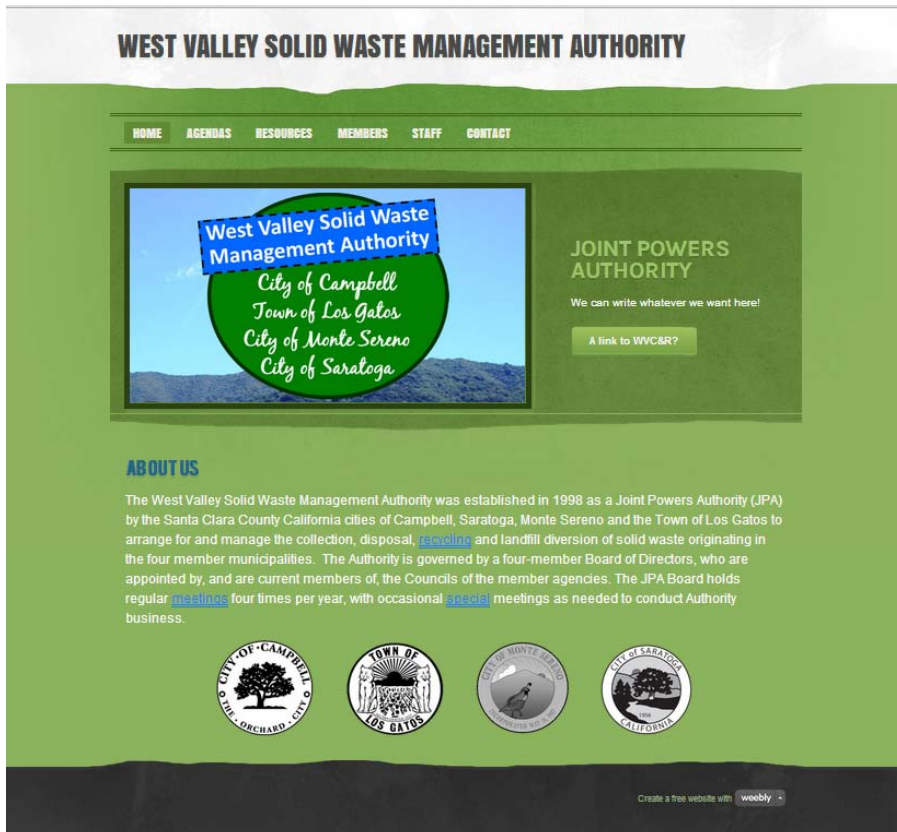 WEST VALLEY SOLID WASTE MANAGEMENT AUTHORITY
HOME AGENDAS RESOURCES MEMBERS STAFF CONTACT
West Valley Solid Waste
Management Authority
City of Campbell
Town of Los Gatos
City of Monte Sereno
City of Saratoga
JOINT POWERS
AUTHORITY
We can write whatever we want here!
A link to WVC&R?
ABOUT US
The West Valley Solid Waste Management Authority was established in 1998 as a Joint Powers Authority (JPA)
by the Santa Clara County California cities of Campbell, Saratoga, Monte Sereno and the Town of Los Gatos to
arrange for and manage the collection, disposal, recycling and landfill diversion of solid waste originating in
the four member municipalities. The Authority is governed by a four-member Board of Directors, who are
appointed by, and are current members of, the Councils of the member agencies. The JPA Board holds
regular meetings four times per year, with occasional special meetings as needed to conduct Authority
business.
CITY·OF·CAMPBELL
THE·ORCHARD·CITY
TOWN OF
LOS GATOS
CITY OF MONTE SERENO
CITY of SARATOGA
1956
CALIFORNIA
Create a free website with weebly